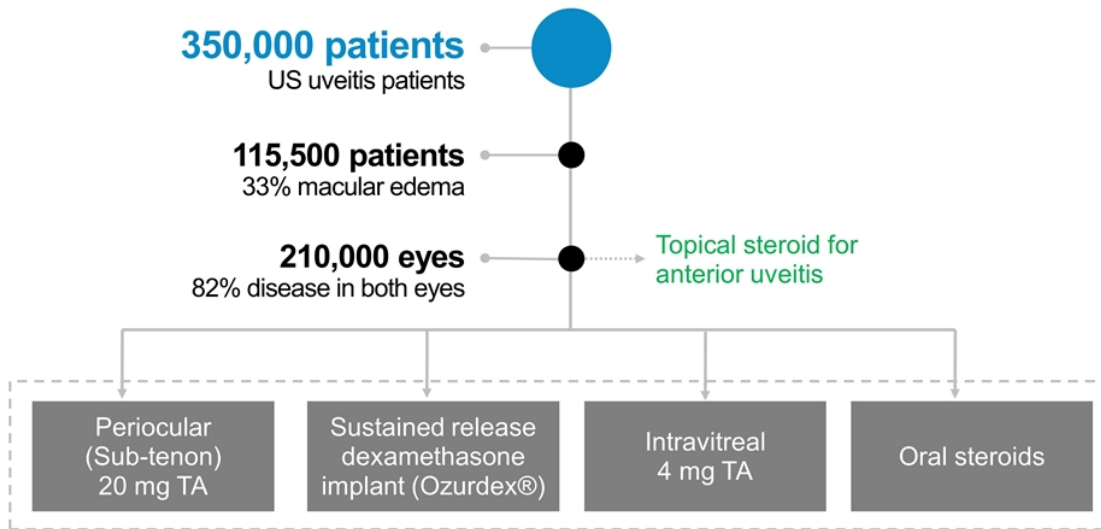 350,000 patients
US uveitis patients
115,500 patients
33% macular edema
210,000 eyes
82% disease in both eyes
Topical steroid for
anterior uveitis
Periocular
(Sub-tenon)
20 mg TA
Sustained release
dexamethasone
implant (Ozurdex®)
Intravitreal
4 mg TA
Oral steroids